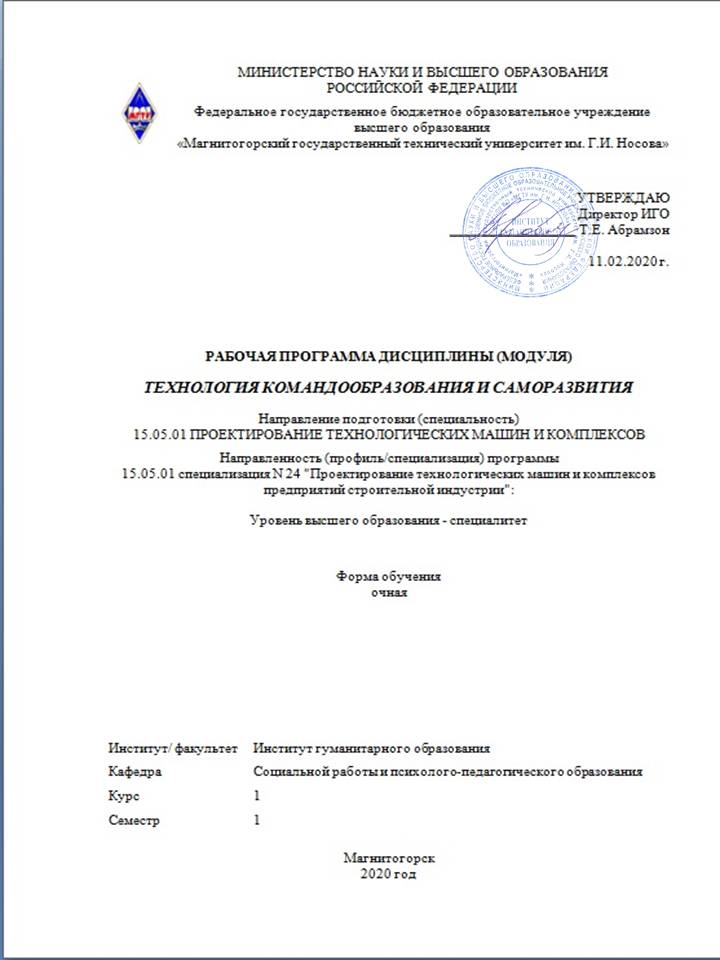 МИНИСТЕРСТВО НАУКИ И ВЫСШЕГО ОБРАЗОВАНИЯ
РОССИЙСКОЙ ФЕДЕРАЦИИ
Федеральное государственное бюджетное образовательное учреждение
высшего образования
«Магнитогорский государственный технический университет им. Г.И. Носова»
МГТУ
УТВЕРЖДАЮ
Директор ИГО
Т.Е. Абрамзон
11.02.2020 г.
ИНСТИТУТ
ОБРАЗОВАНИЯ
РАБОЧАЯ ПРОГРАММА ДИСЦИПЛИНЫ (МОДУЛЯ)
ТЕХНОЛОГИЯ КОМАНДООБРАЗОВАНИЯ И САМОРАЗВИТИЯ
Направление подготовки (специальность)
15.05.01 ПРОЕКТИРОВАНИЕ ТЕХНОЛОГИЧЕСКИХ МАШИН И КОМПЛЕКСОВ
Направленность (профиль/специализация) программы
15.05.01 специализация N 24 "Проектирование технологических машин и комплексов
предприятий строительной индустрии":
Уровень высшего образования - специалитет
Форма обучения
очная
Институт/ факультет Институт гуманитарного образования
Кафедра Социальной работы и психолого-педагогического образования
Курс 1
Семестр 1
Магнитогорск
2020 год